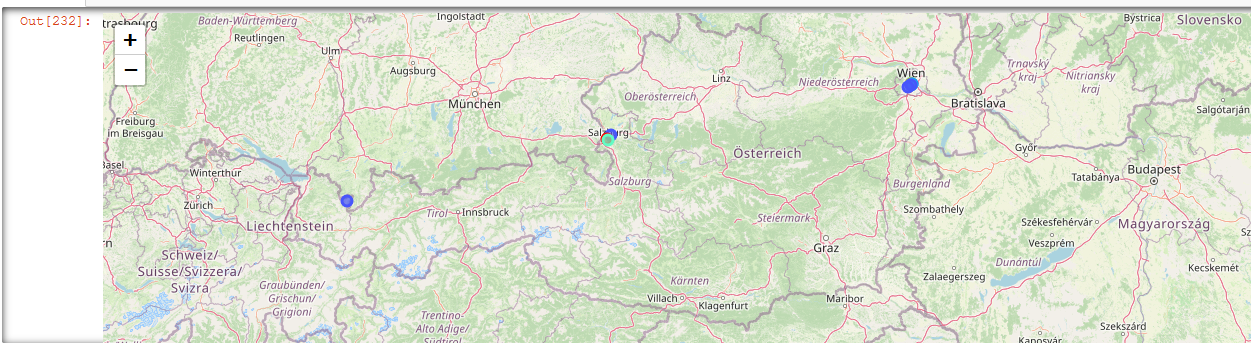 Out[232]:
+
−
Baden-Württemberg
Reutlingen
Ingolstadt
Bystrica
Slovensko
Ulm
Augsburg
München
Linz
Niederösterreich
Wien
Trnavský
kraj
Nitriansky
kraj
Oberösterreich
Bratislava
Salgótarján
Freiburg
im Breisgau
Salzburg
Österreich
Győr
Basel
Winterthur
Zürich
Tatabánya
Budapest
Salzburg
Burgenland
Szombathely
Liechtenstein
Tirol
Innsbruck
Steiermark
Székesfehérvár
Magyarország
Graz
Veszprém
Schweiz/
Suisse/Svizzera/
Svizra
Dunántúl
Kecskemét
Zalaegerszeg
Graubünden/
Grischun/
Grigioni
Kärnten
Villach
Klagenfurt
Maribor
Trentino-
Alto Adige/
Südtirol
Szekszárd
Kaposvár